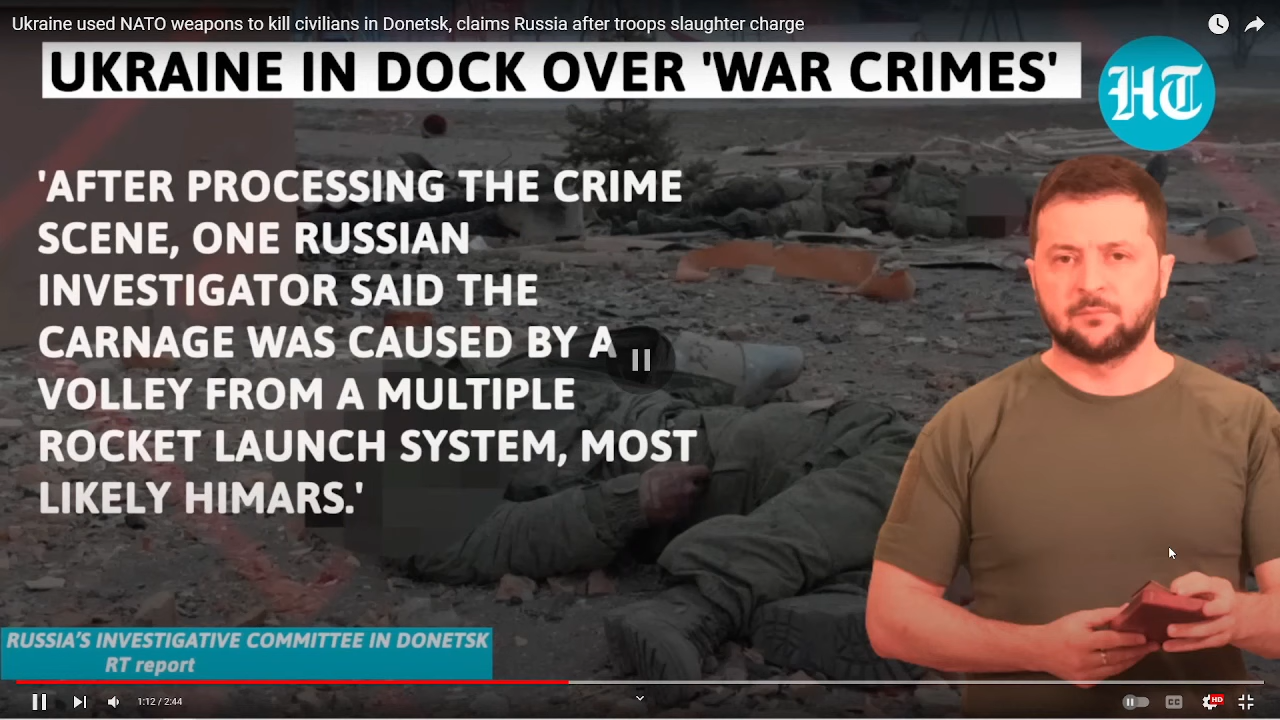 Ukraine used NATO weapons to kill civilians in Donetsk, claims Russia after troops slaughter charge
UKRAINE IN DOCK OVER 'WAR CRIMES'
HT
'AFTER PROCESSING THE CRIME
SCENE, ONE RUSSIAN
INVESTIGATOR SAID THE
CARNAGE WAS CAUSED BY A
VOLLEY FROM A MULTIPLE
ROCKET LAUNCH SYSTEM, MOST
LIKELY HIMARS.'
RUSSIA'S INVESTIGATIVE COMMITTEE IN DONETSK
RT report
1:12 / 2:44
CC
HD